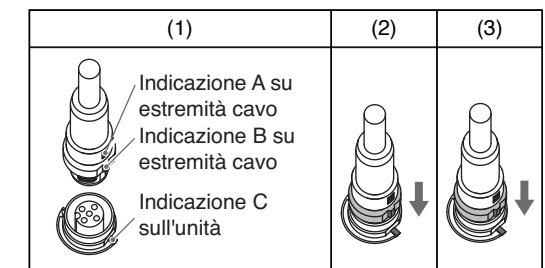 (1)
(2)
(3)
Indicazione A su
estremità cavo
Indicazione B su
estremità cavo
Indicazione C
sull'unità